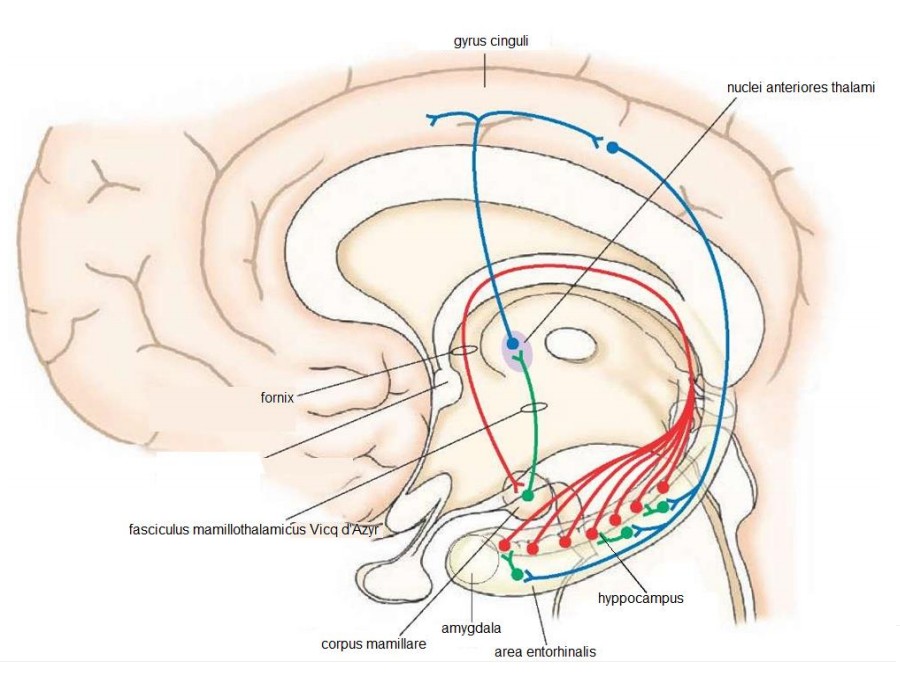 gyrus cinguli
nuclei anteriores thalami
fornix
fasciculus mamillothalamicus Vicq d'Azyr
hyppocampus
amygdala
corpus mamillare
area entorhinalis